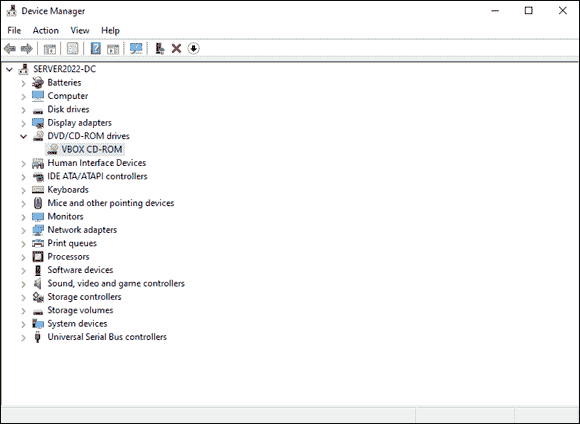 Device Manager
File Action View Help
SERVER2022-DC
Batteries
Computer
Disk drives
Display adapters
DVD/CD-ROM drives
VBOX CD-ROM
Human Interface Devices
IDE ATA/ATAPI controllers
Keyboards
Mice and other pointing devices
Monitors
Network adapters
Print queues
Processors
Software devices
Sound, video and game controllers
Storage controllers
Storage volumes
System devices
Universal Serial Bus controllers